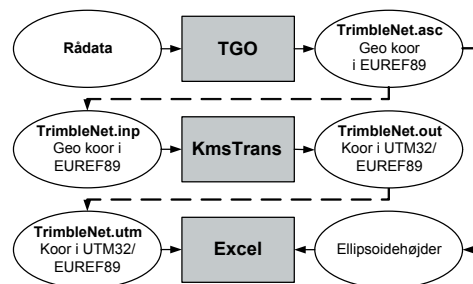 Rådata
TGO
TrimbleNet.asc
Geo koor
i EUREF89
TrimbleNet.inp
Geo koor i
EUREF89
KmsTrans
TrimbleNet.out
Koor i UTM32/
EUREF89
TrimbleNet.utm
Koor i UTM32/
EUREF89
Excel
Ellipsoidehøjder